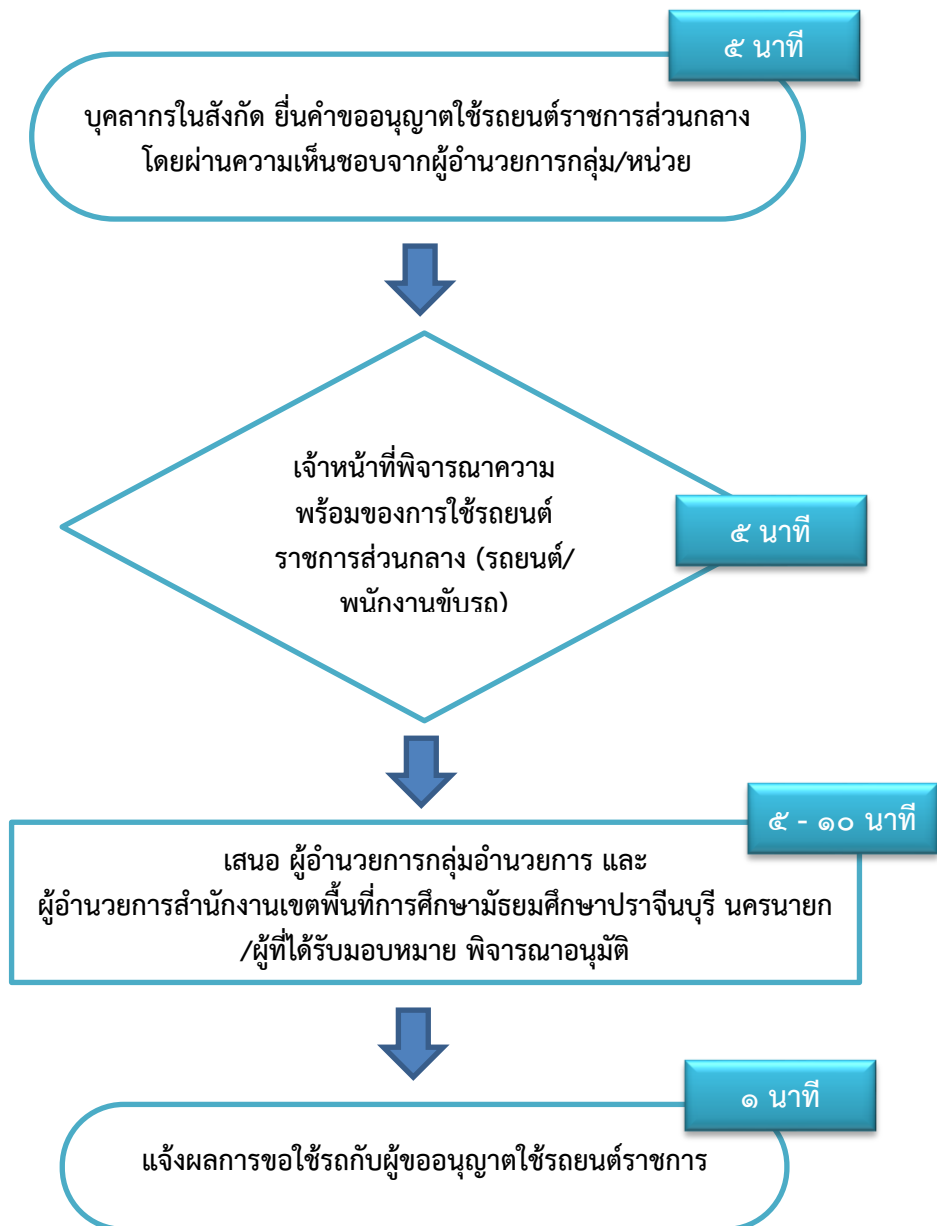 ๕ นาที
บุคลากรในสังกัด ยื่นคำขออนุญาตใช้รถยนต์ราชการส่วนกลาง
โดยผ่านความเห็นชอบจากผู้อำนวยการกลุ่ม/หน่วย
เจ้าหน้าที่พิจารณาความ
พร้อมของการใช้รถยนต์
ราชการส่วนกลาง (รถยนต์/
พนักงานขับรถ)
๕ นาที
๕ - ๑๐ นาที
เสนอ ผู้อำนวยการกลุ่มอำนวยการ และ
ผู้อำนวยการสำนักงานเขตพื้นที่การศึกษามัธยมศึกษาปราจีนบุรี นครนายก
/ผู้ที่ได้รับมอบหมาย พิจารณาอนุมัติ
๑ นาที
แจ้งผลการขอใช้รถกับผู้ขออนุญาตใช้รถยนต์ราชการ